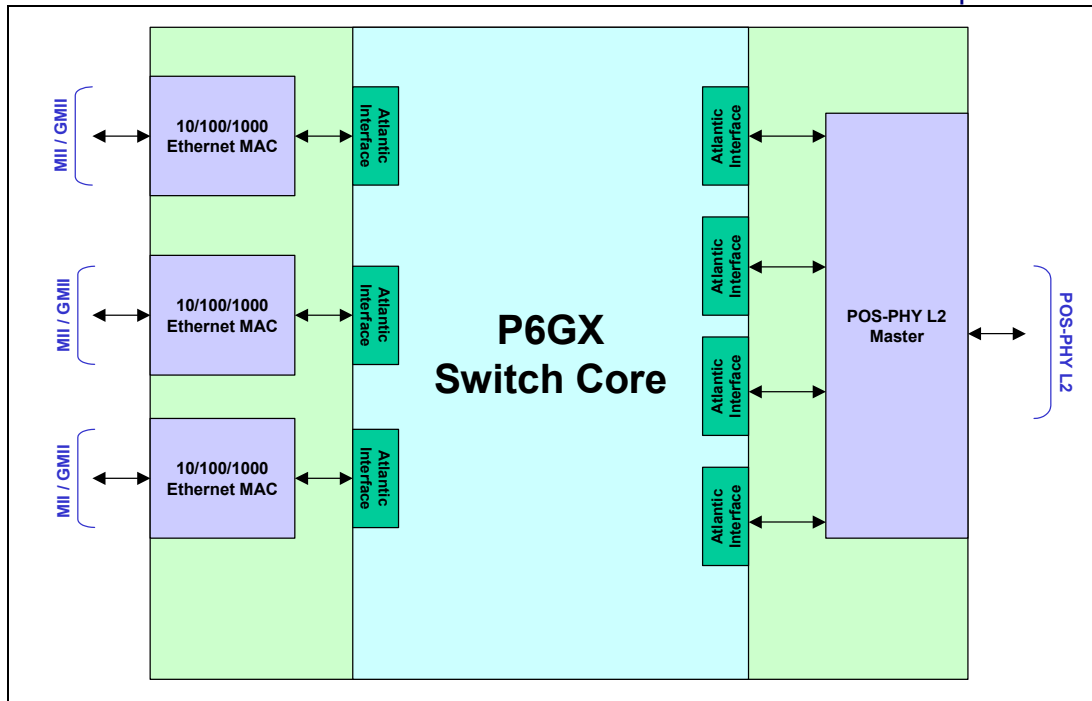 MII / GMII
10/100/1000
Ethernet MAC
Atlantic
Interface
MII / GMII
10/100/1000
Ethernet MAC
Atlantic
Interface
MII / GMII
10/100/1000
Ethernet MAC
Atlantic
Interface
P6GX
Switch Core
Atlantic
Interface
Atlantic
Interface
Atlantic
Interface
Atlantic
Interface
POS-PHY L2
Master
POS-PHY L2